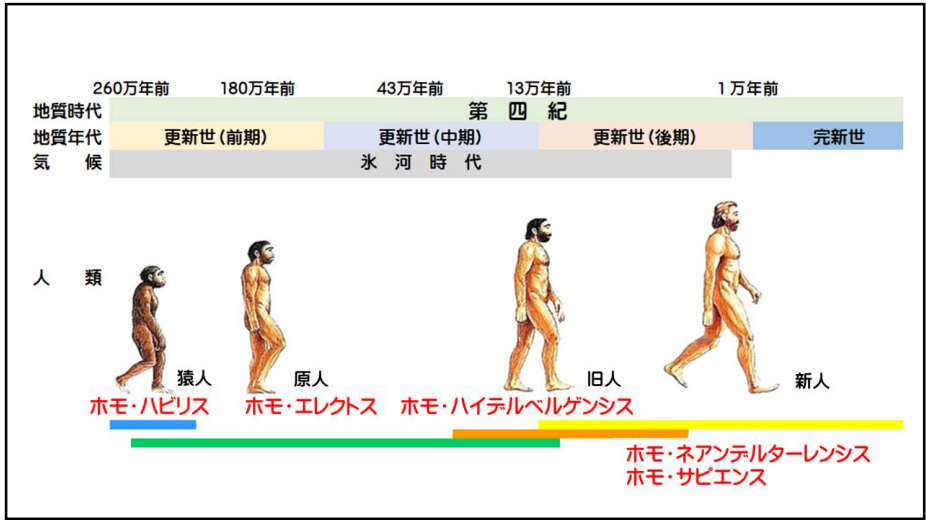 260万年前 180万年前 43万年前 13万年前 1万年前
地質時代 第四紀
地質年代 更新世(前期) 更新世(中期) 更新世(後期) 完新世
気候 氷河時代
人類
猿人 原人 旧人 新人
ホモ・ハビリス ホモ・エレクトス ホモ・ハイデルベルゲンシス
ホモ・ネアンデルターレンシス
ホモ・サピエンス